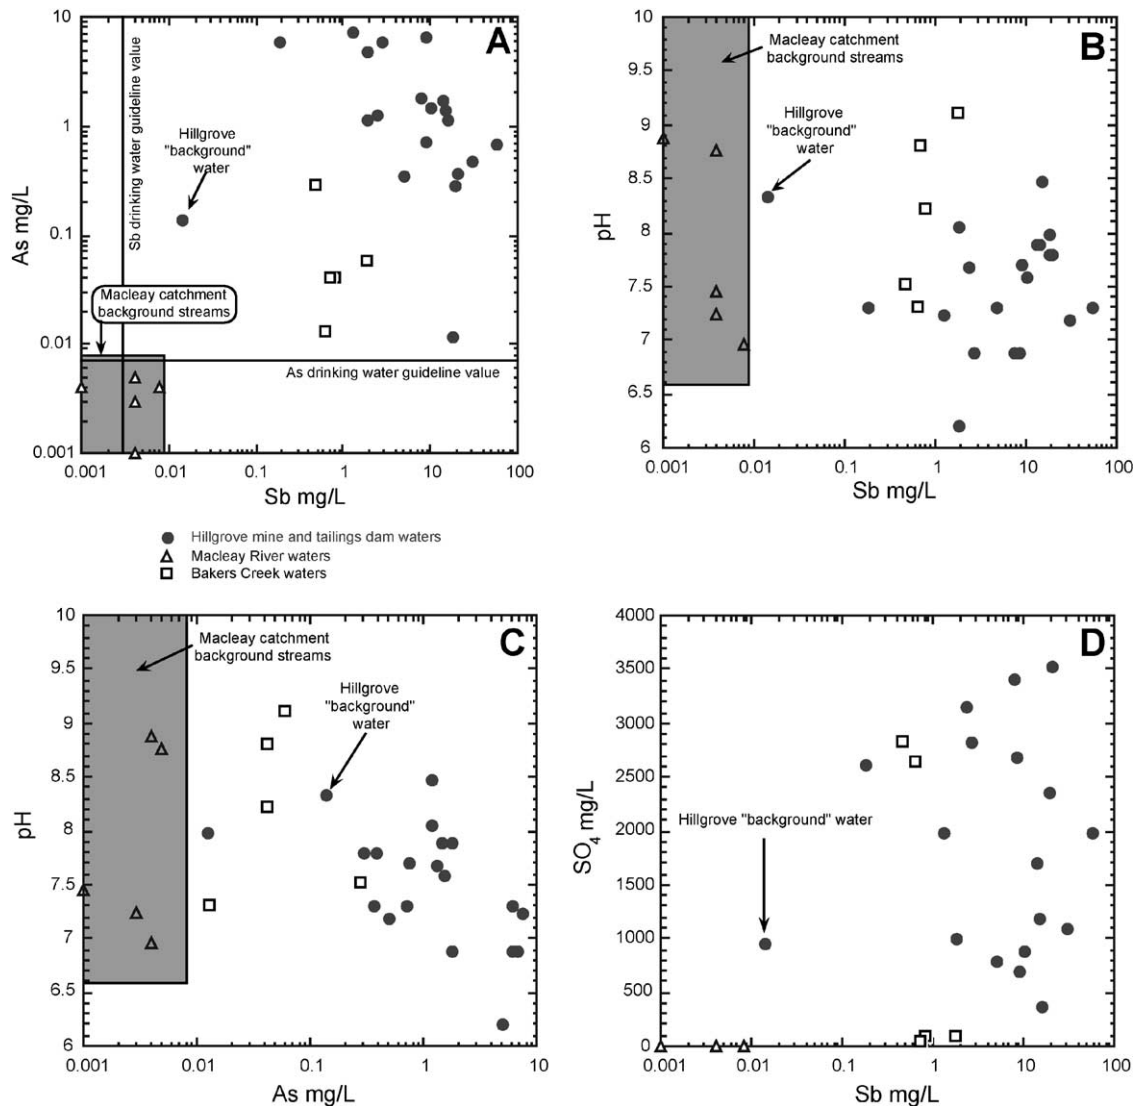 A
10
1
0.1
0.01
0.001
As mg/L
Sb drinking water guideline value
Hillgrove
"background"
water
Macleay catchment
background streams
As drinking water guideline value
0.001
0.01
0.1
1
10
100
Sb mg/L
B
10
9.5
9
8.5
8
7.5
7
6.5
6
pH
Macleay catchment
background streams
Hillgrove
"background"
water
0.001
0.1
1
10
100
Sb mg/L
Hillgrove mine and tailings dam waters
Macleay River waters
Bakers Creek waters
C
10
9.5
9
8.5
8
7.5
7
6.5
6
pH
Macleay catchment
background streams
Hillgrove
"background"
water
0.001
0.01
0.1
1
10
As mg/L
D
4000
3500
3000
2500
2000
1500
1000
500
0
SO4 mg/L
Hillgrove "background" water
0.001
0.01
0.1
1
10
100
Sb mg/L